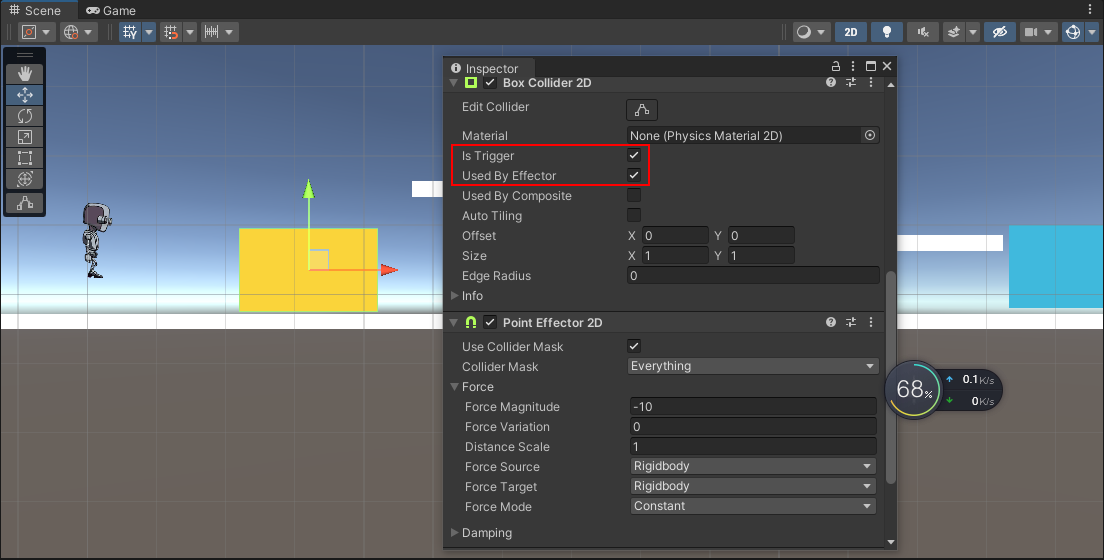 Scene Game
2D
Inspector
Box Collider 2D
Edit Collider
Material None (Physics Material 2D)
Is Trigger
Used By Effector
Used By Composite
Auto Tiling
Offset X 0 Y 0
Size X 1 Y 1
Edge Radius 0
Info
Point Effector 2D
Use Collider Mask
Collider Mask Everything
Force
Force Magnitude -10
Force Variation 0
Distance Scale 1
Force Source Rigidbody
Force Target Rigidbody
Force Mode Constant
Damping
68%
0.1 K/s
0 K/s